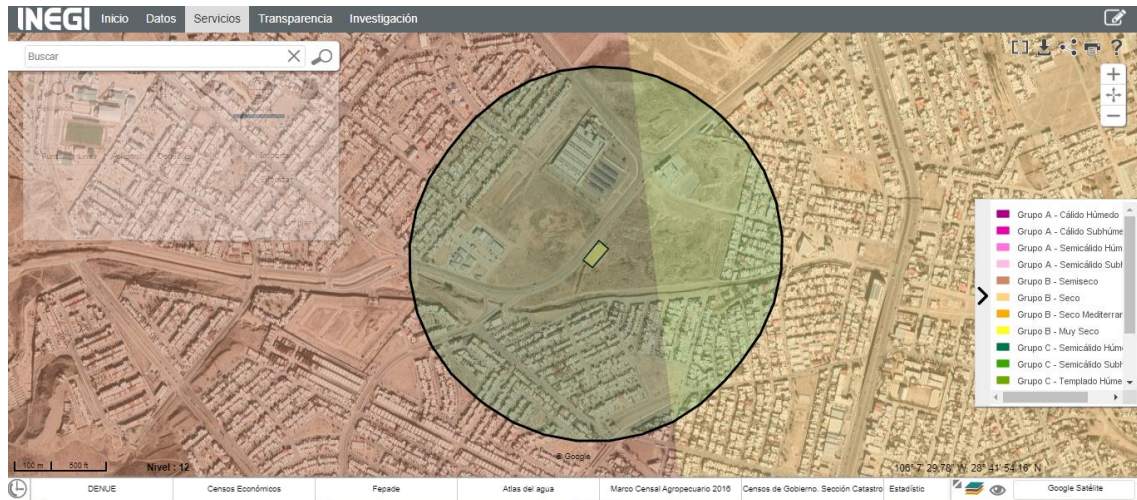 INEGI Inicio Datos Servicios Transparencia Investigación
Buscar
Grupo A - Cálido Húmedo
Grupo A - Cálido Subhúme
Grupo A - Semicálido Húm
Grupo A - Semicálido Subh
Grupo B - Semiseco
Grupo B - Seco
Grupo B - Seco Mediterrar
Grupo B - Muy Seco
Grupo C - Semicálido Húme
Grupo C - Semicálido Subh
Grupo C - Templado Húme
© Google
100 m 500 ft Nivel : 12
106° 7' 29.78" W, 28° 41' 54.16" N
DENUE Censos Económicos Fepade Atlas del agua Marco Censal Agropecuario 2016 Censos de Gobierno. Sección Catastro Estadístic Google Satélite